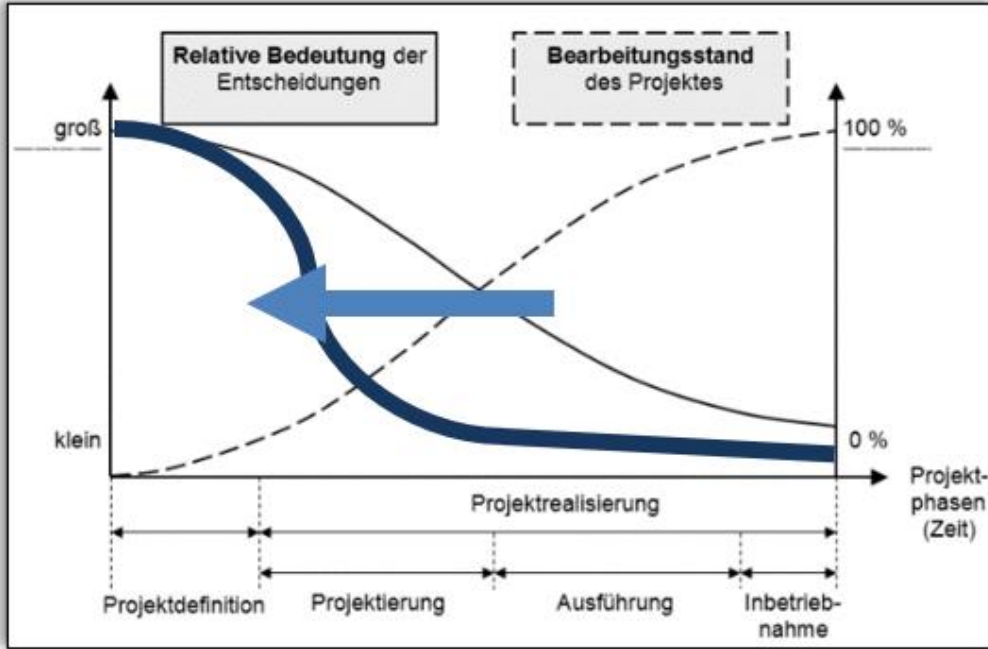 Relative Bedeutung der
Entscheidungen
Bearbeitungsstand
des Projektes
groß
100 %
klein
0 %
Projekt-
phasen
(Zeit)
Projektrealisierung
Projektdefinition
Projektierung
Ausführung
Inbetrieb-
nahme